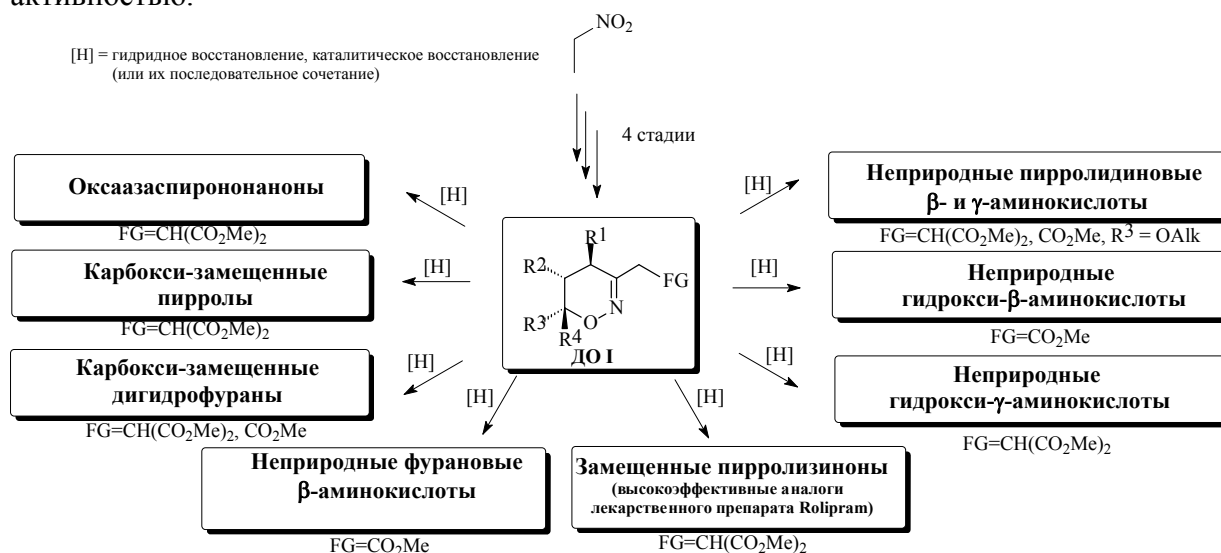 активностью.
NO2
[H] = гидридное восстановление, каталитическое восстановление
(или их последовательное сочетание)
4 стадии
Оксаазаспирононаноны
FG=CH(CO2Me)2
[H]
Неприродные пирролидиновые
β- и γ-аминокислоты
FG=CH(CO2Me)2, CO2Me, R3 = OAlk
[H]
Карбокси-замещенные
пирролы
FG=CH(CO2Me)2
[H]
R1
R2
FG
N
R3
O
R4
ДО I
[H]
Неприродные
гидрокси-β-аминокислоты
FG=CO2Me
Карбокси-замещенные
дигидрофураны
FG=CH(CO2Me)2, CO2Me
[H]
[H]
Неприродные
гидрокси-γ-аминокислоты
FG=CH(CO2Me)2
[H]
[H]
Неприродные фурановые
β-аминокислоты
FG=CO2Me
Замещенные пирролизиноны
(высокоэффективные аналоги
лекарственного препарата Rolipram)
FG=CH(CO2Me)2